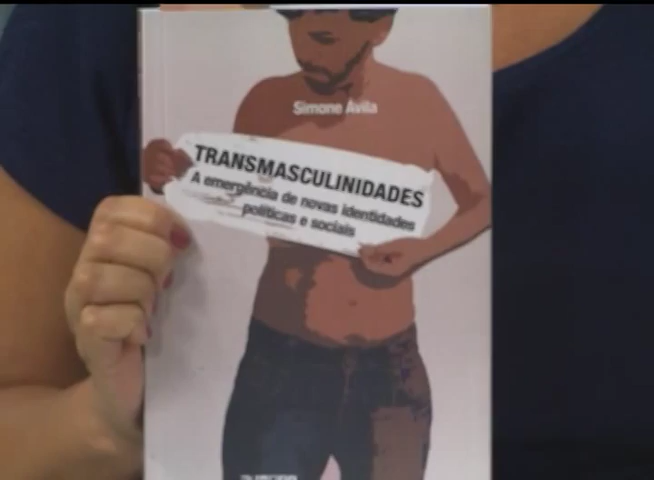 Simone Ávila
TRANSMASCULINIDADES
A emergência de novas identidades
políticas e sociais